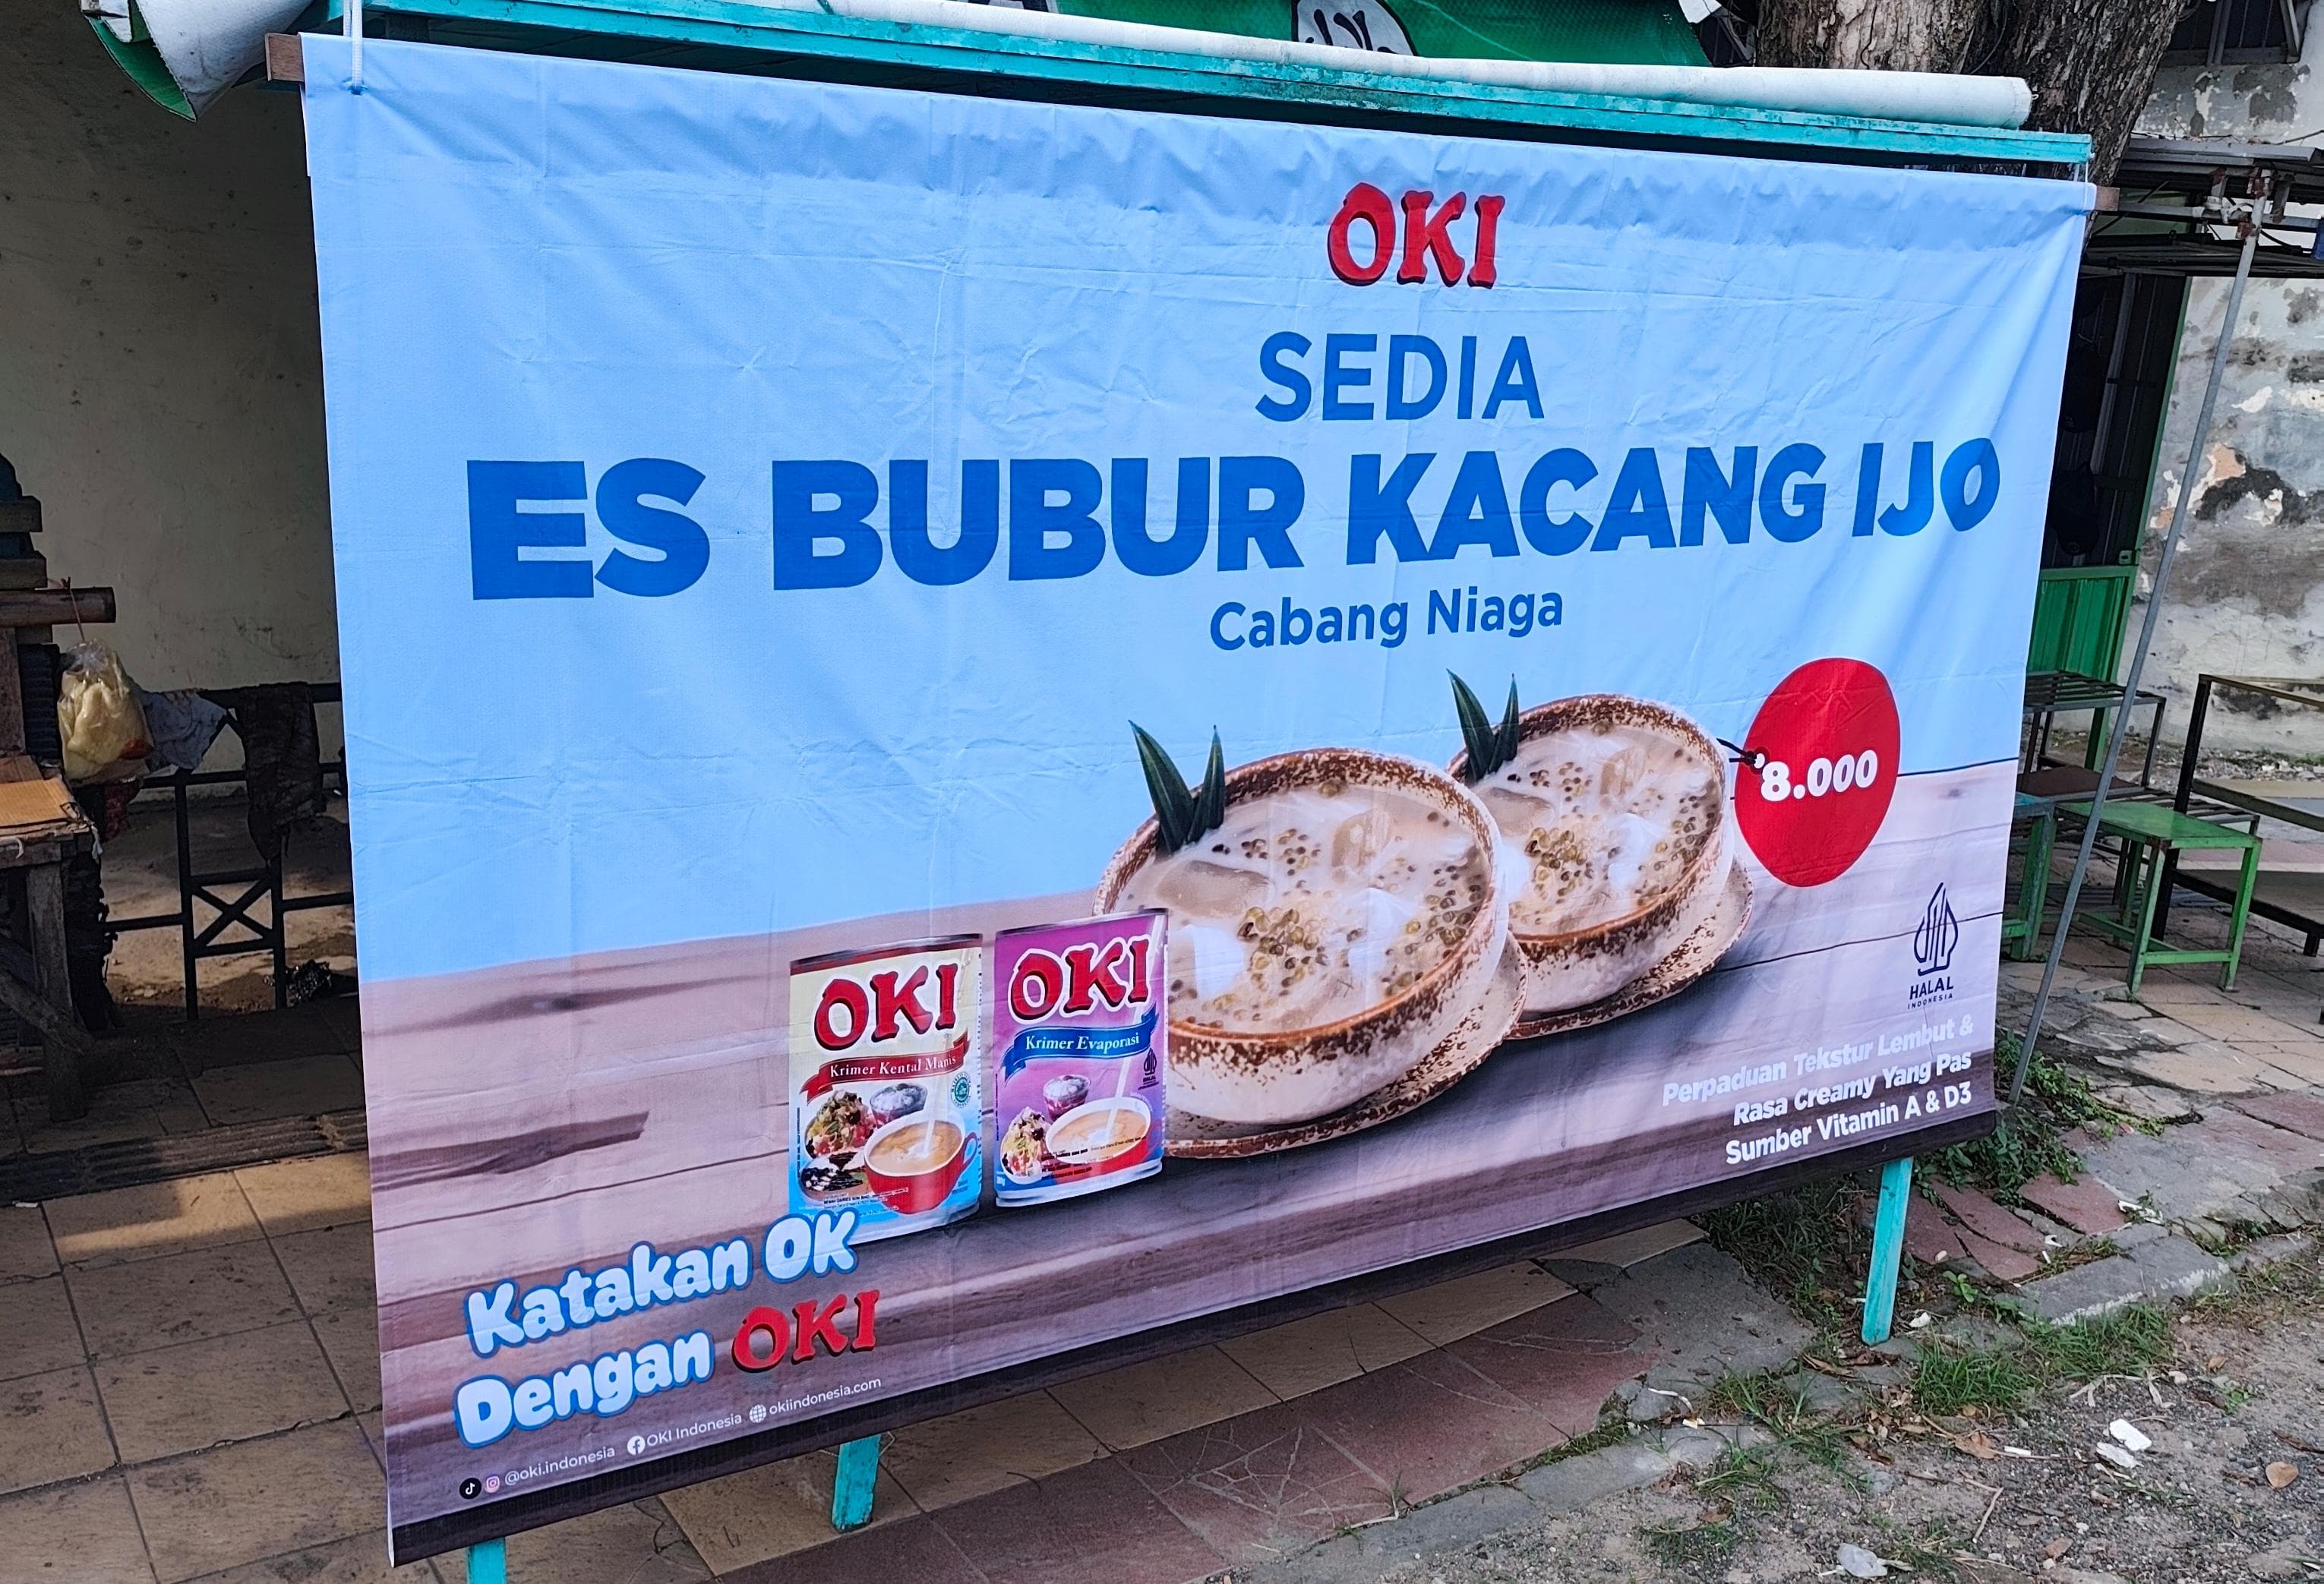 OKI
SEDIA
ES BUBUR KACANG IJO
Cabang Niaga
8.000
HALAL
INDONESIA
OKI
Krimer Kental Manis
OKI
Krimer Evaporasi
Perpaduan Tekstur Lembut &
Rasa Creamy Yang Pas
Sumber Vitamin A & D3
Katakan OK
Dengan OKI
@oki.indonesia OKI Indonesia okiindonesia.com